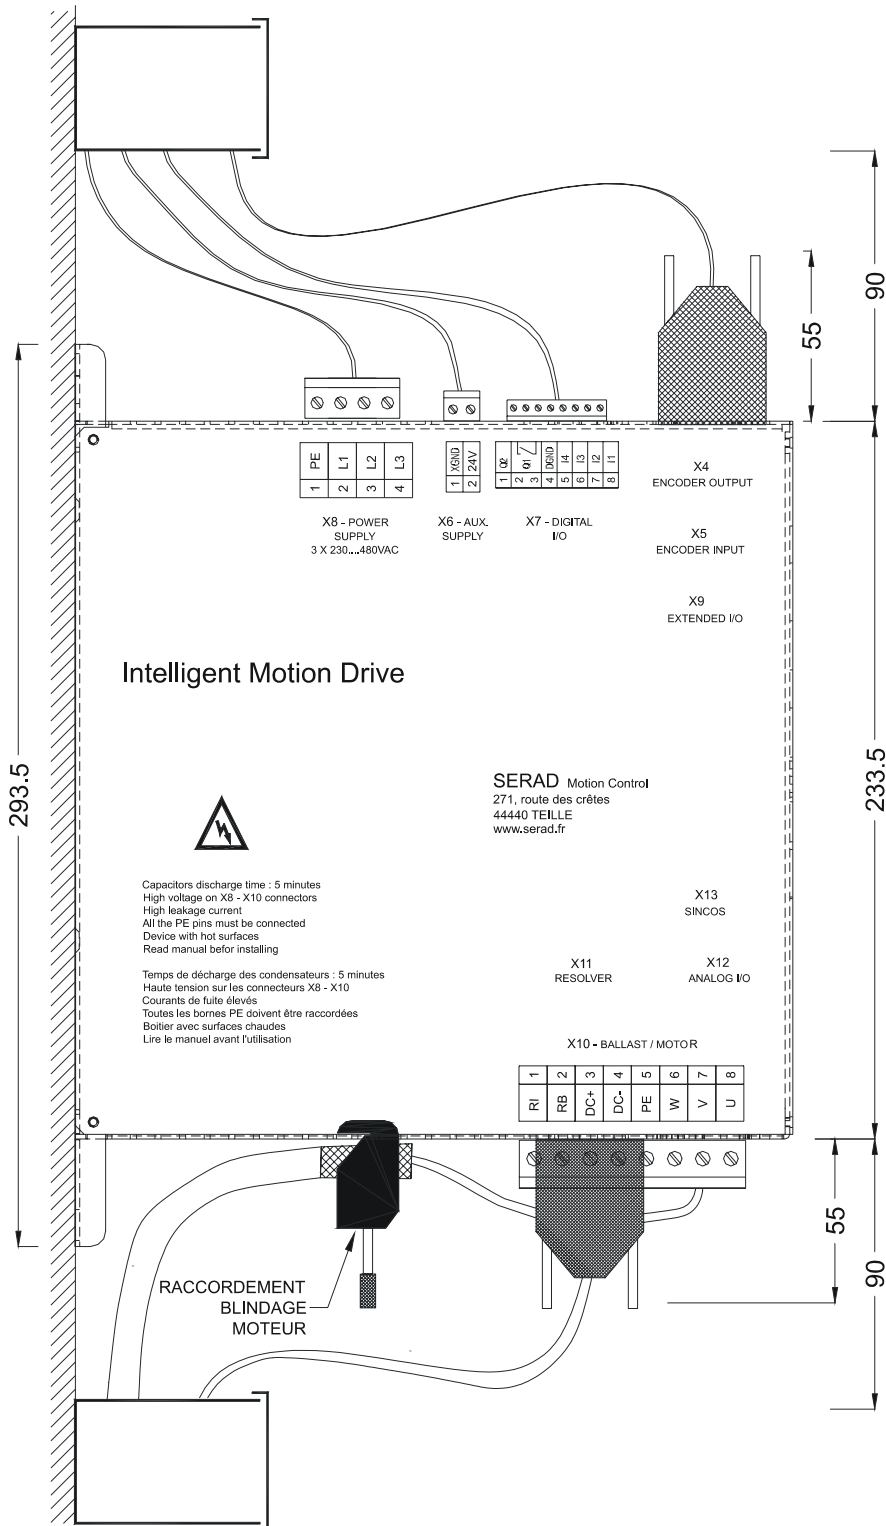 90
55
PE L1 L2 L3
1 2 3 4
XGND 24V
1 2
Q2 Q1 DGND I4 I3 I2 I1
1 2 3 4 5 6 7 8
X8 - POWER
SUPPLY
3 X 230....480VAC
X6 - AUX.
SUPPLY
X7 - DIGITAL
I/O
X4
ENCODER OUTPUT
X5
ENCODER INPUT
X9
EXTENDED I/O
Intelligent Motion Drive
293.5
233.5
SERAD Motion Control
271, route des crêtes
44440 TEILLE
www.serad.fr
Capacitors discharge time : 5 minutes
High voltage on X8 - X10 connectors
High leakage current
All the PE pins must be connected
Device with hot surfaces
Read manual befor installing
Temps de décharge des condensateurs : 5 minutes
Haute tension sur les connecteurs X8 - X10
Courants de fuite élevés
Toutes les bornes PE doivent être raccordées
Boitier avec surfaces chaudes
Lire le manuel avant l'utilisation
X13
SINCOS
X11
RESOLVER
X12
ANALOG I/O
X10 - BALLAST / MOTOR
1 2 3 4 5 6 7 8
RI RB DC+ DC- PE W V U
55
90
RACCORDEMENT
BLINDAGE
MOTEUR